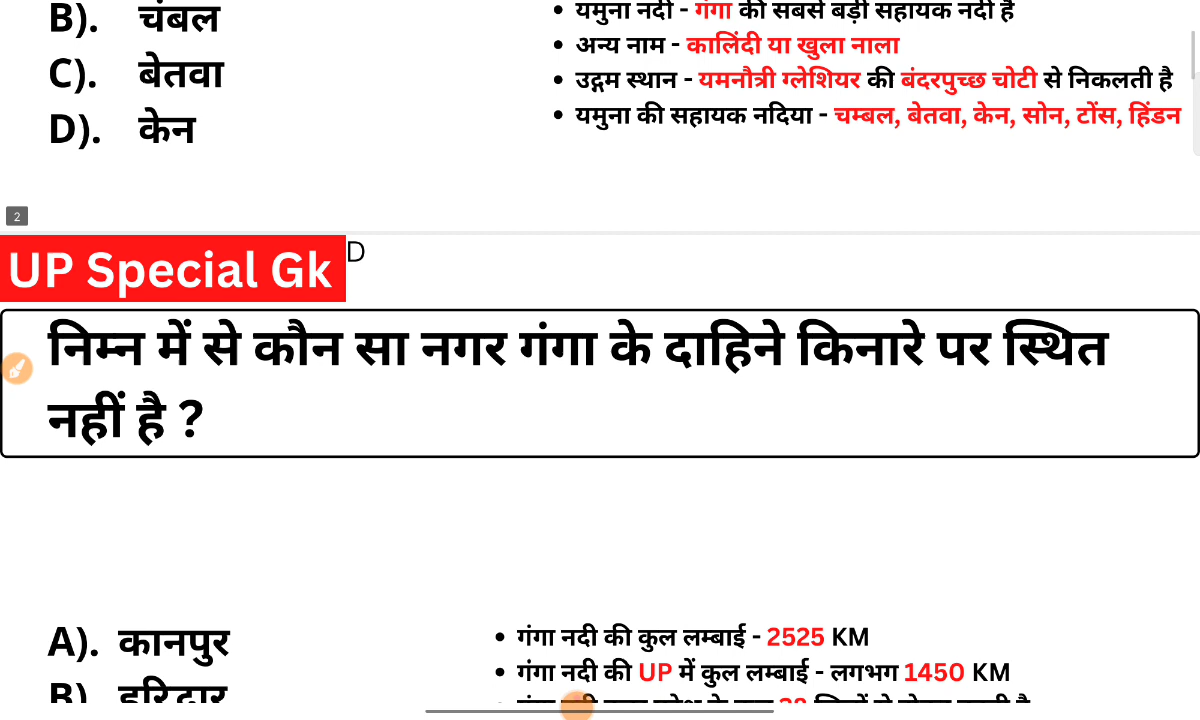 B). चंबल
C). बेतवा
D). केन
• यमुना नदी - गंगा की सबसे बड़ी सहायक नदी है
• अन्य नाम - कालिंदी या खुला नाला
• उद्गम स्थान - यमनौत्री ग्लेशियर की बंदरपुच्छ चोटी से निकलती है
• यमुना की सहायक नदिया - चम्बल, बेतवा, केन, सोन, टोंस, हिंडन
2
UP Special Gk D
निम्न में से कौन सा नगर गंगा के दाहिने किनारे पर स्थित
नहीं है ?
A). कानपुर
B) हरिद्वार
• गंगा नदी की कुल लम्बाई - 2525 KM
• गंगा नदी की UP में कुल लम्बाई - लगभग 1450 KM